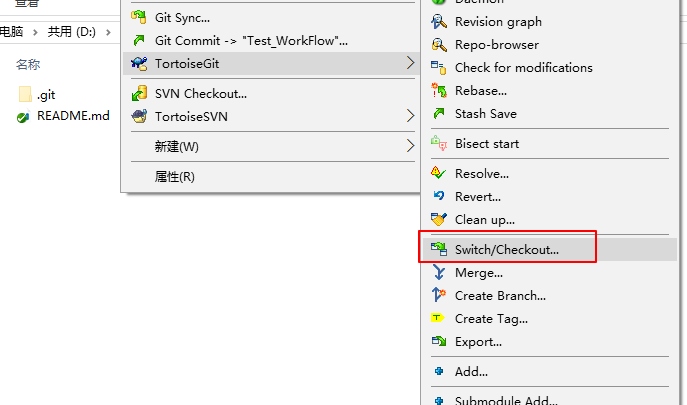 查看
电脑
共用 (D:)
名称
.git
README.md
Git Sync...
Git Commit -> "Test_WorkFlow"...
TortoiseGit
SVN Checkout...
TortoiseSVN
新建(W)
属性(R)
Daemon
Revision graph
Repo-browser
Check for modifications
Rebase...
Stash Save
Bisect start
Resolve...
Revert...
Clean up...
Switch/Checkout...
Merge...
Create Branch...
Create Tag...
Export...
Add...
Submodule Add...